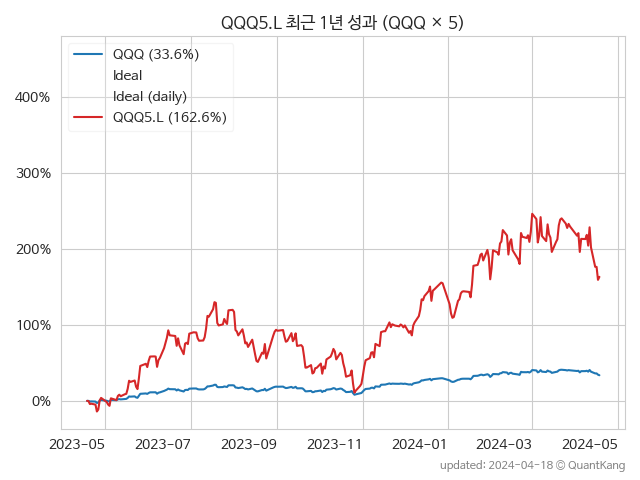 QQQ5.L 최근 1년 성과 (QQQ × 5)
QQQ (33.6%)
Ideal
Ideal (daily)
QQQ5.L (162.6%)
400%
300%
200%
100%
0%
2023-05 2023-07 2023-09 2023-11 2024-01 2024-03 2024-05
updated: 2024-04-18 @ QuantKang